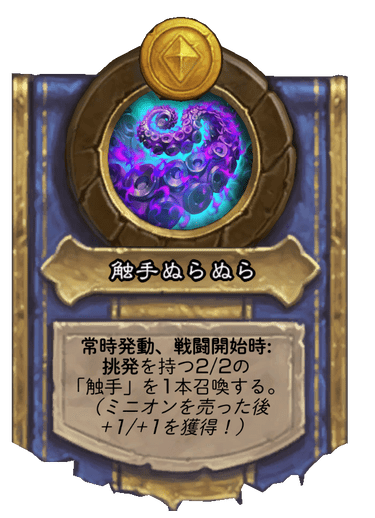 触手ぬらぬら
常時発動、戦闘開始時:
挑発を持つ2/2の
「触手」を1本召喚する。
(ミニオンを売った後
+1/+1を獲得!)